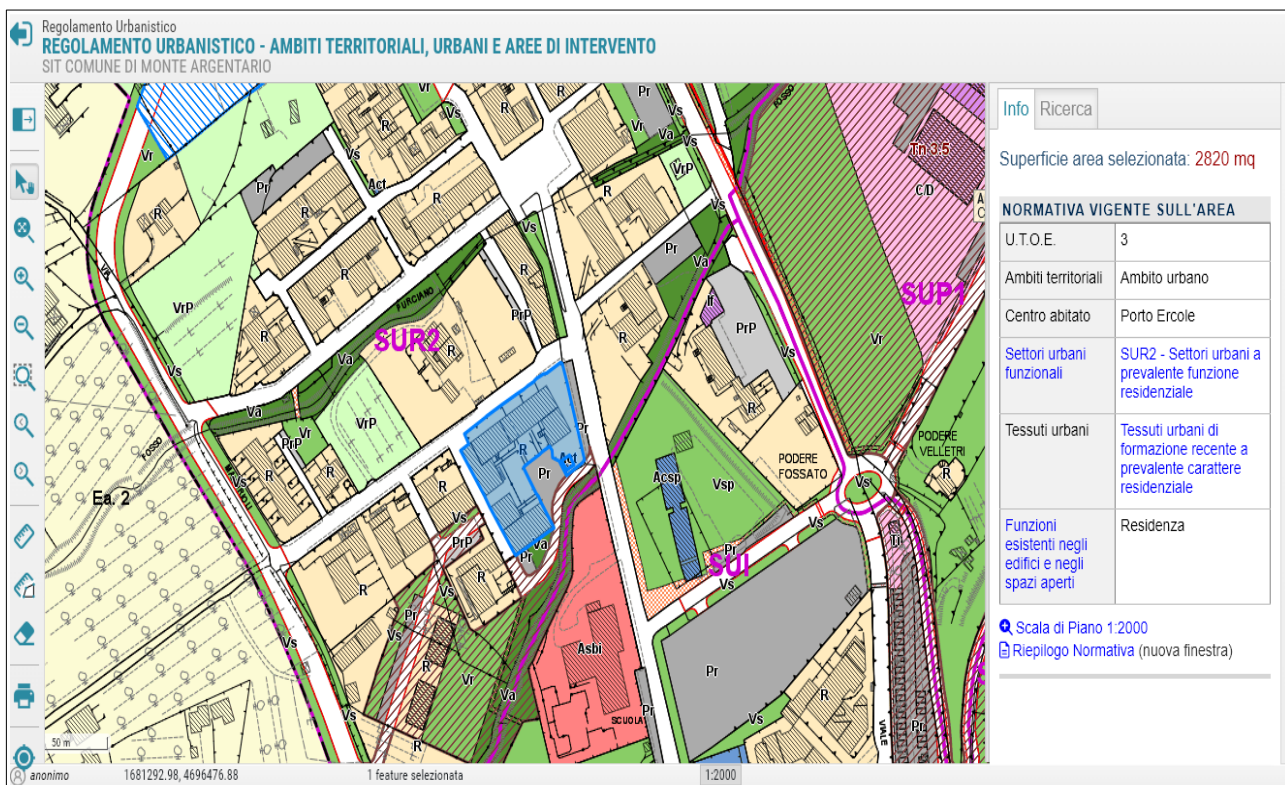 Regolamento Urbanistico
REGOLAMENTO URBANISTICO - AMBITI TERRITORIALI, URBANI E AREE DI INTERVENTO
SIT COMUNE DI MONTE ARGENTARIO
Info Ricerca
Superficie area selezionata: 2820 mq
NORMATIVA VIGENTE SULL'AREA
U.T.O.E. 3
Ambiti territoriali Ambito urbano
Centro abitato Porto Ercole
Settori urbani funzionali SUR2 - Settori urbani a prevalente funzione residenziale
Tessuti urbani Tessuti urbani di formazione recente a prevalente carattere residenziale
Funzioni esistenti negli edifici e negli spazi aperti Residenza
Scala di Piano 1:2000
Riepilogo Normativa (nuova finestra)
Vr
Vs
R
Pr
Act
VrP
Va
FOSSO
Tn 3.5
C/D
SUP1
SUR2
FURCIANO
PrP
If
Ea. 2
Acsp
Vsp
PODERE
FOSSATO
PODERE
VELLETRI
SUI
Ti
Asbi
SCUOLA
VIALE
50 m
anonimo 1681292.98, 4696476.88 1 feature selezionata 1:2000